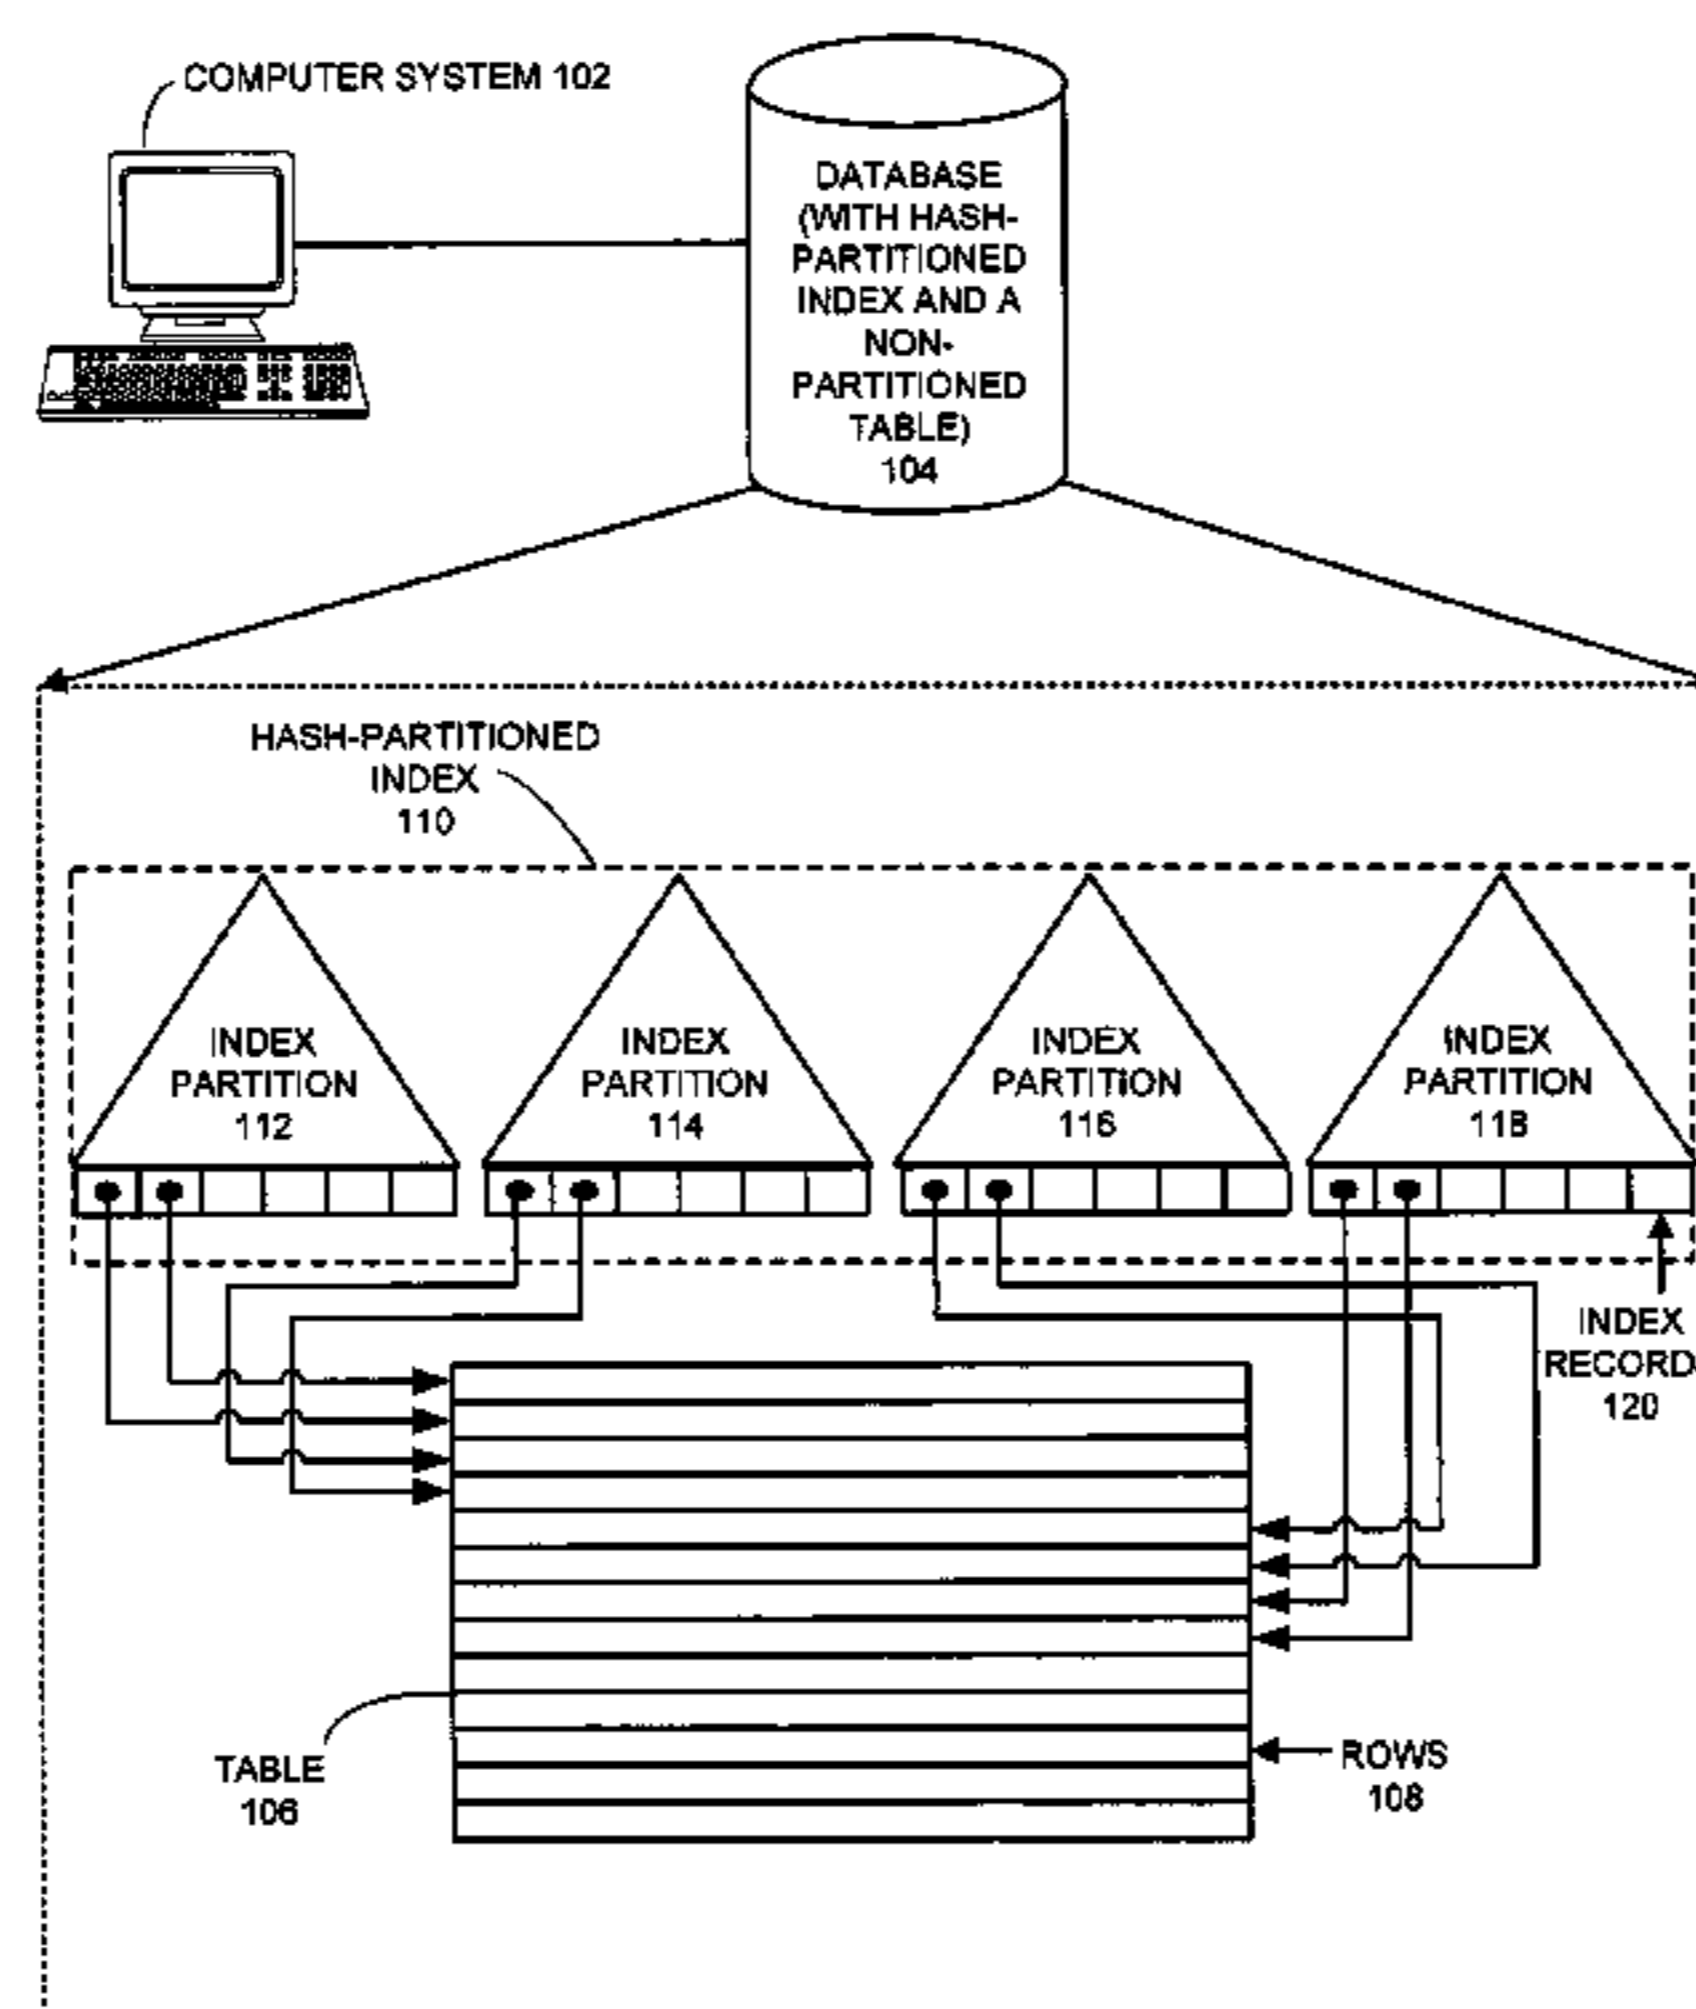 COMPUTER SYSTEM 102
DATABASE
(WITH HASH-
PARTITIONED
INDEX AND A
NON-
PARTITIONED
TABLE)
104
HASH-PARTITIONED
INDEX
110
INDEX
PARTITION
112
INDEX
PARTITION
114
INDEX
PARTITION
116
INDEX
PARTITION
118
INDEX
RECORD
120
TABLE
106
ROWS
108